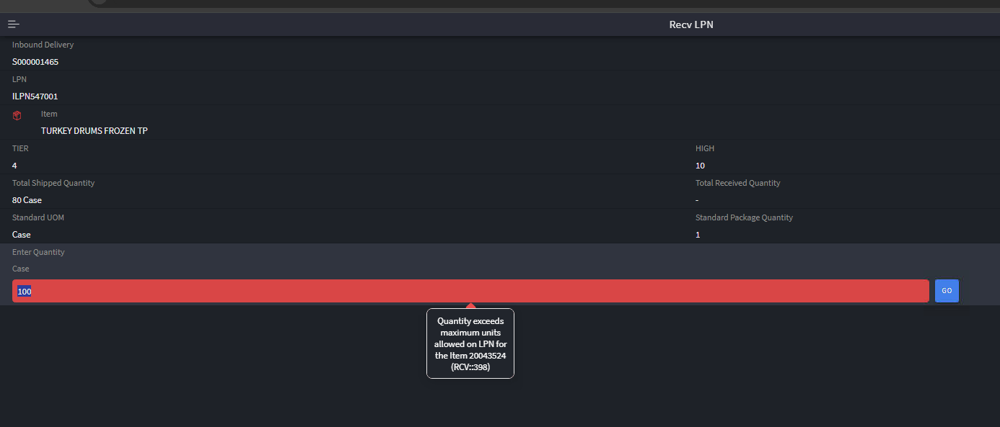 Recv LPN
Inbound Delivery
S000001465
LPN
ILPN547001
Item
TURKEY DRUMS FROZEN TP
TIER
HIGH
4
10
Total Shipped Quantity
Total Received Quantity
80 Case
-
Standard UOM
Standard Package Quantity
Case
1
Enter Quantity
Case
100
GO
Quantity exceeds
maximum units
allowed on LPN for
the Item 20043524
(RCV::398)